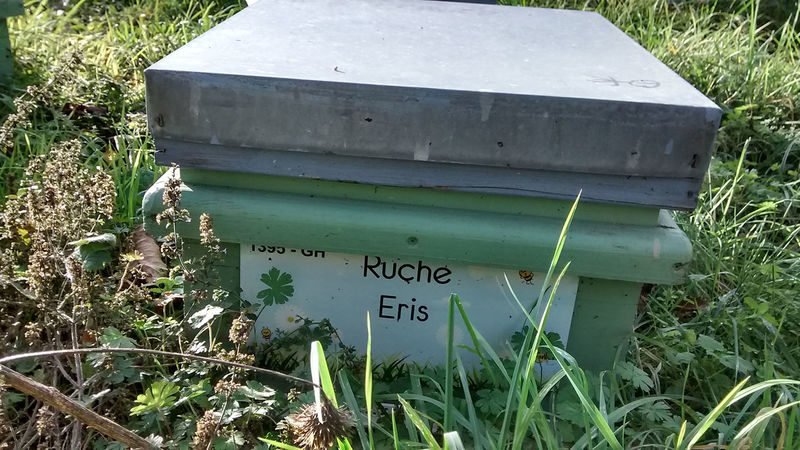 1395 - GH
Ruche
Eris